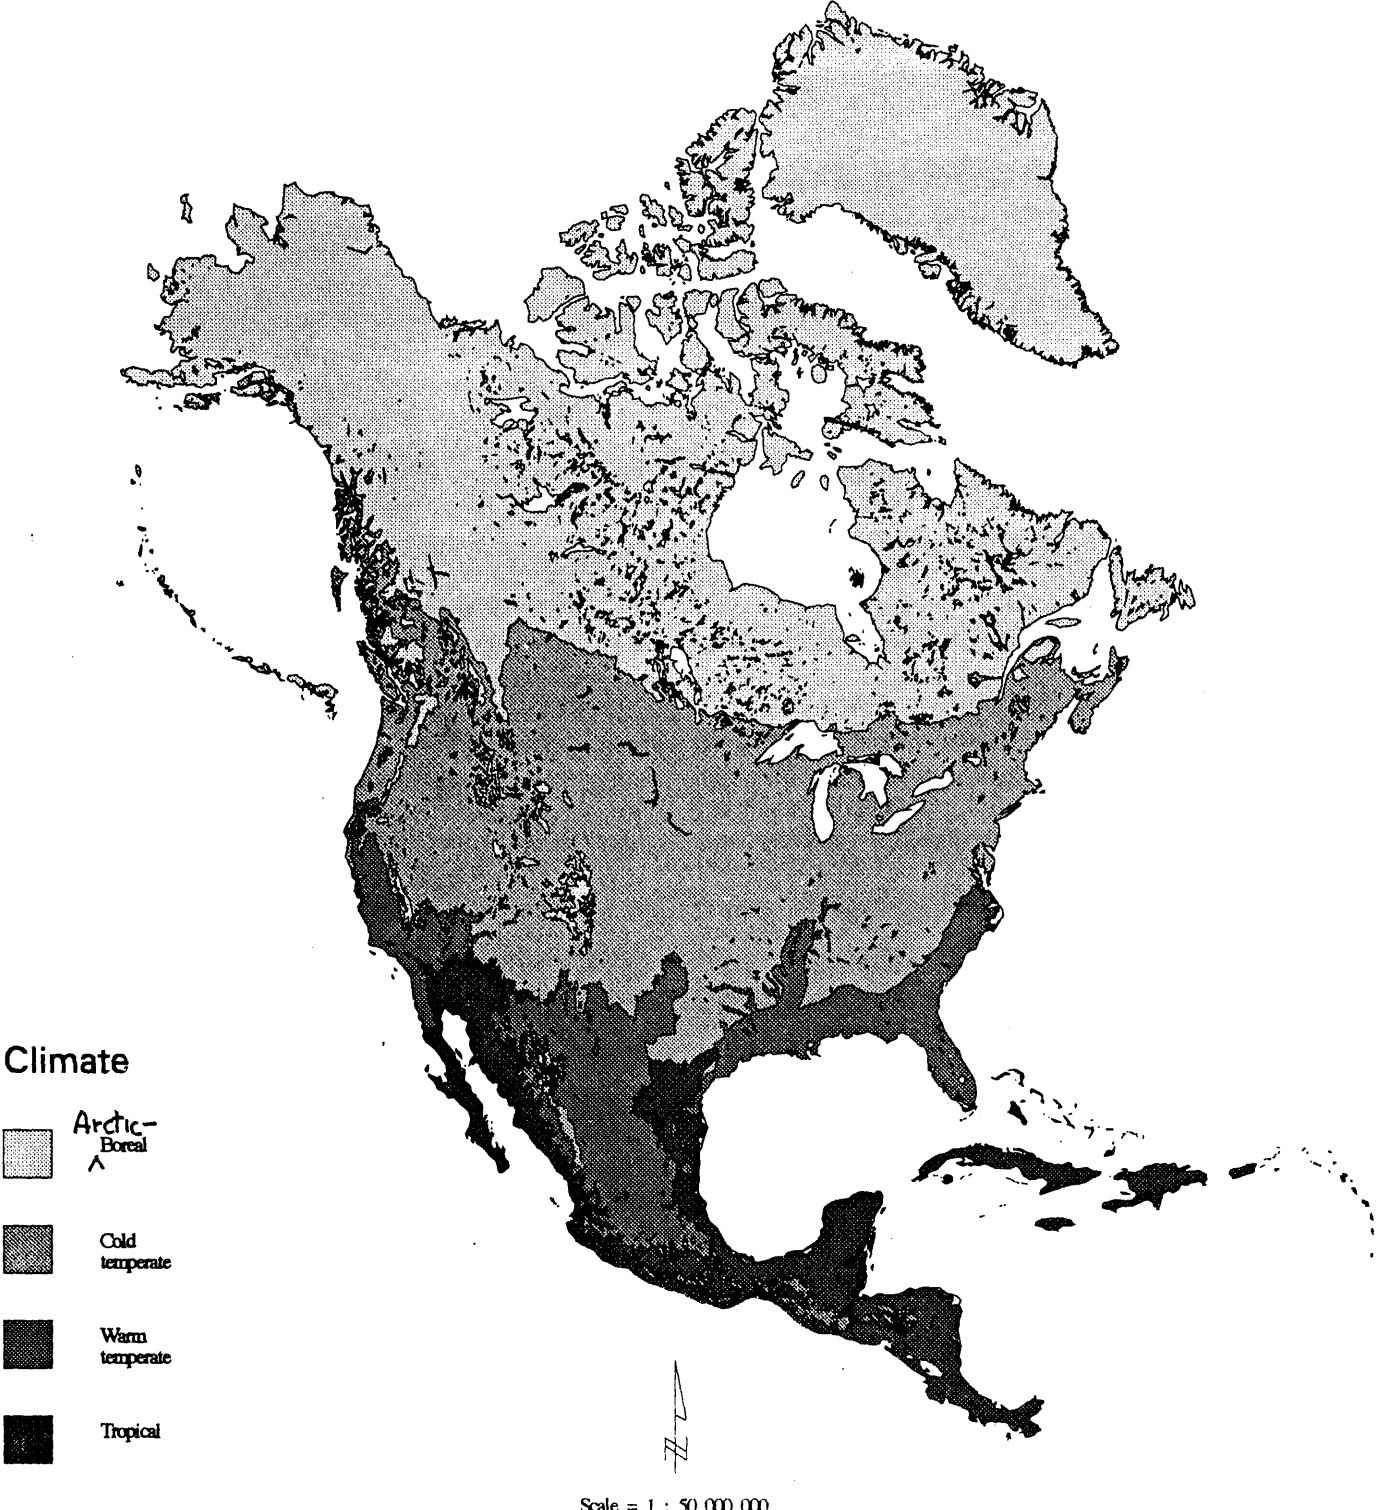 Climate
Arctic-
Boreal
Cold
temperate
Warm
temperate
Tropical
N
Scale = 1 : 50 000 000